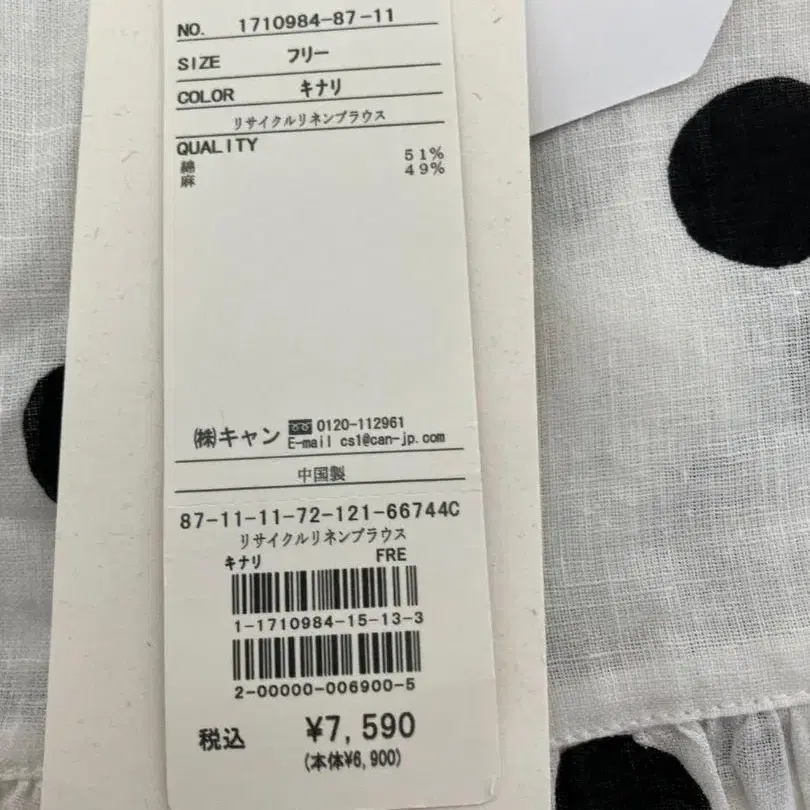 NO. 1710984-87-11
SIZE フリー
COLOR キナリ
リサイクルリネンブラウス
QUALITY
綿 51%
麻 49%
㈱キャン 0120-112961
E-mail cs1@can-jp.com
中国製
87-11-11-72-121-66744C
リサイクルリネンブラウス
キナリ FRE
1-1710984-15-13-3
2-00000-006900-5
税込 ¥7,590
(本体¥6,900)